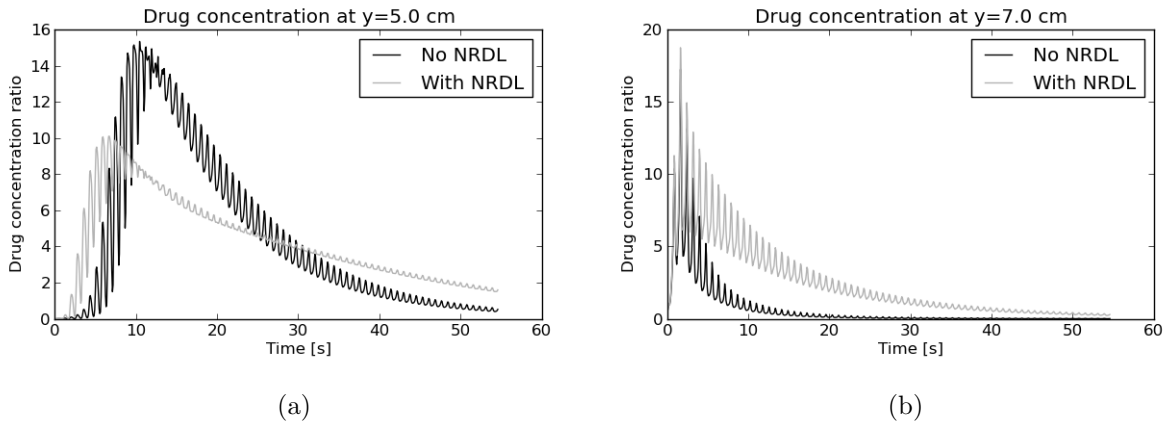 Drug concentration at y=5.0 cm
16
14
12
10
8
6
4
2
0
Drug concentration ratio
No NRDL
With NRDL
0 10 20 30 40 50 60
Time [s]
(a)
Drug concentration at y=7.0 cm
20
15
10
5
0
Drug concentration ratio
No NRDL
With NRDL
0 10 20 30 40 50 60
Time [s]
(b)